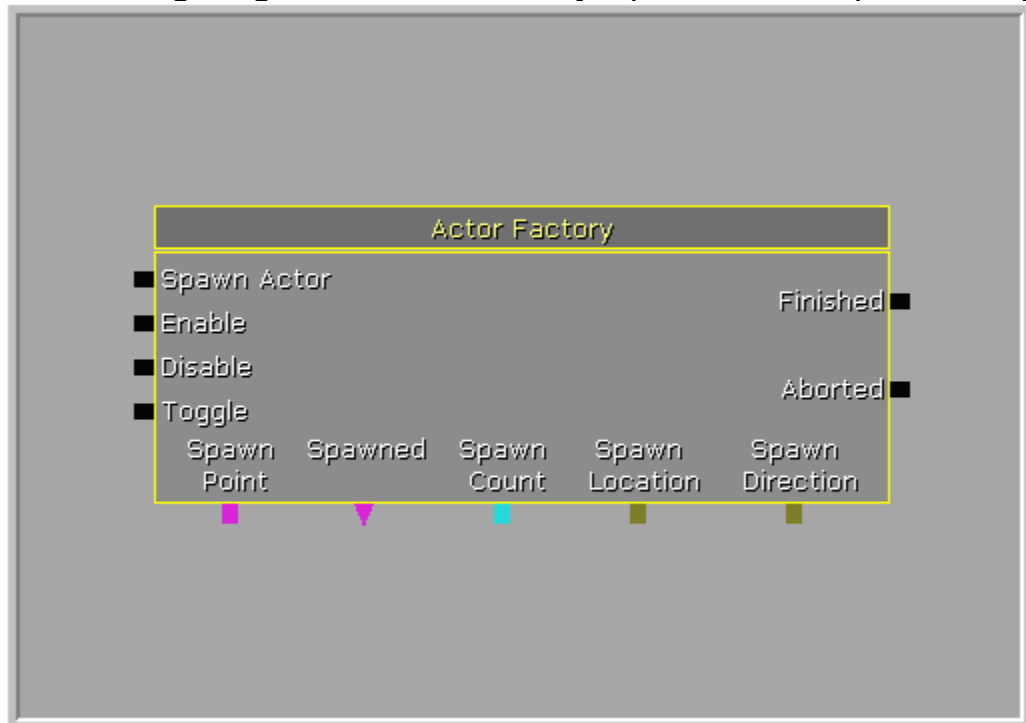 Actor Factory
Spawn Actor
Finished
Enable
Disable
Aborted
Toggle
Spawn Point
Spawned
Spawn Count
Spawn Location
Spawn Direction